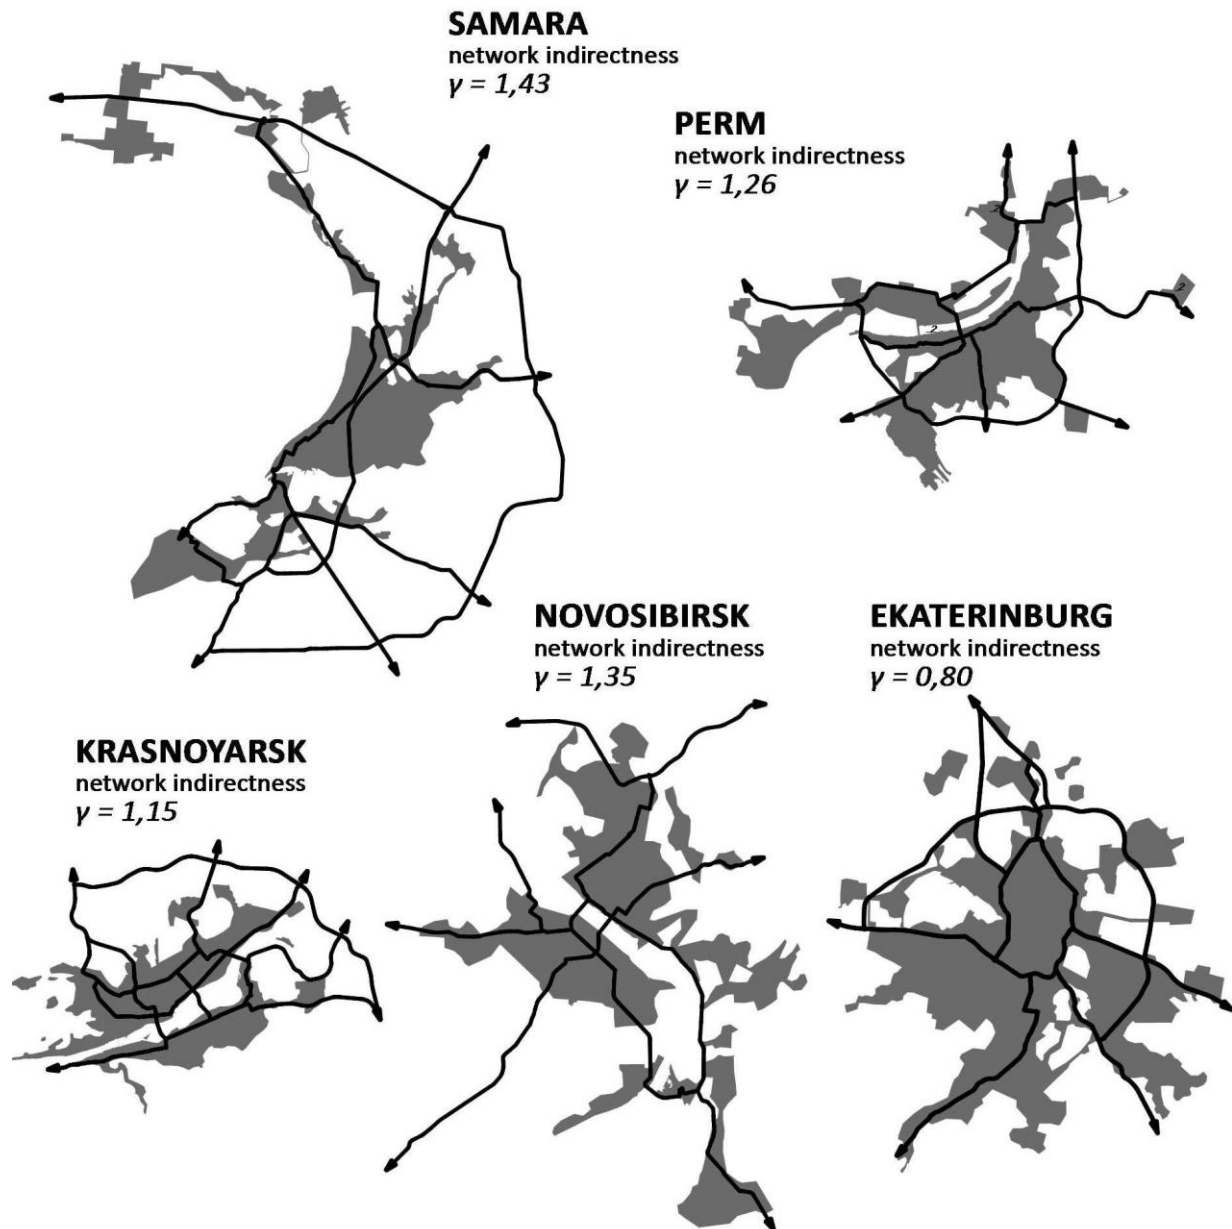 SAMARA
network indirectness
γ = 1,43
PERM
network indirectness
γ = 1,26
NOVOSIBIRSK
network indirectness
γ = 1,35
EKATERINBURG
network indirectness
γ = 0,80
KRASNOYARSK
network indirectness
γ = 1,15